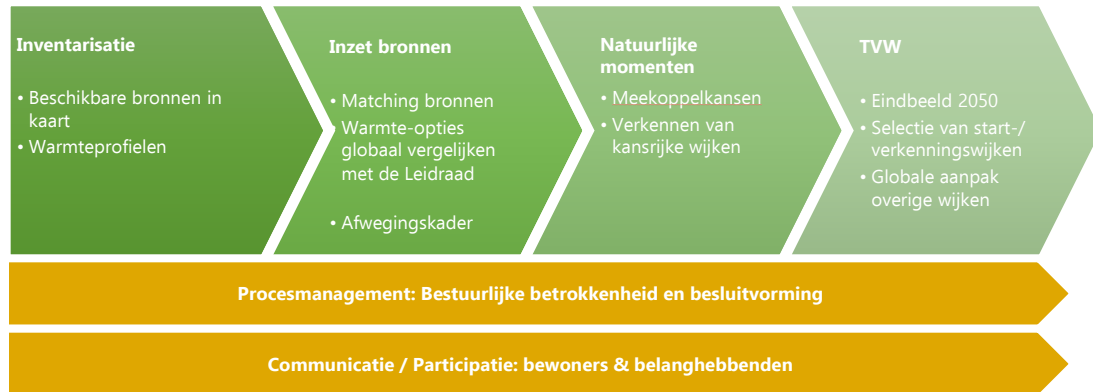 Inventarisatie
• Beschikbare bronnen in
kaart
• Warmteprofielen
Inzet bronnen
• Matching bronnen
• Warmte-opties
globaal vergelijken
met de Leidraad
• Afwegingskader
Natuurlijke
momenten
• Meekoppelkansen
• Verkennen van
kansrijke wijken
TVW
• Eindbeeld 2050
• Selectie van start-/
verkenningswijken
• Globale aanpak
overige wijken
Procesmanagement: Bestuurlijke betrokkenheid en besluitvorming
Communicatie / Participatie: bewoners & belanghebbenden